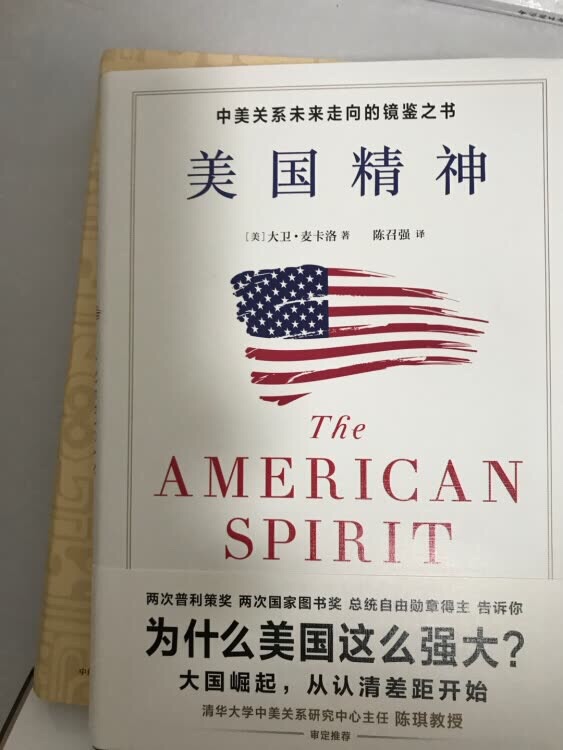 中美关系未来走向的镜鉴之书
美国精神
[美]大卫·麦卡洛 著 陈召强 译
The
AMERICAN
SPIRIT
两次普利策奖 两次国家图书奖 总统自由勋章得主 告诉你
为什么美国这么强大?
大国崛起，从认清差距开始
清华大学中美关系研究中心主任 陈琪教授
审定推荐